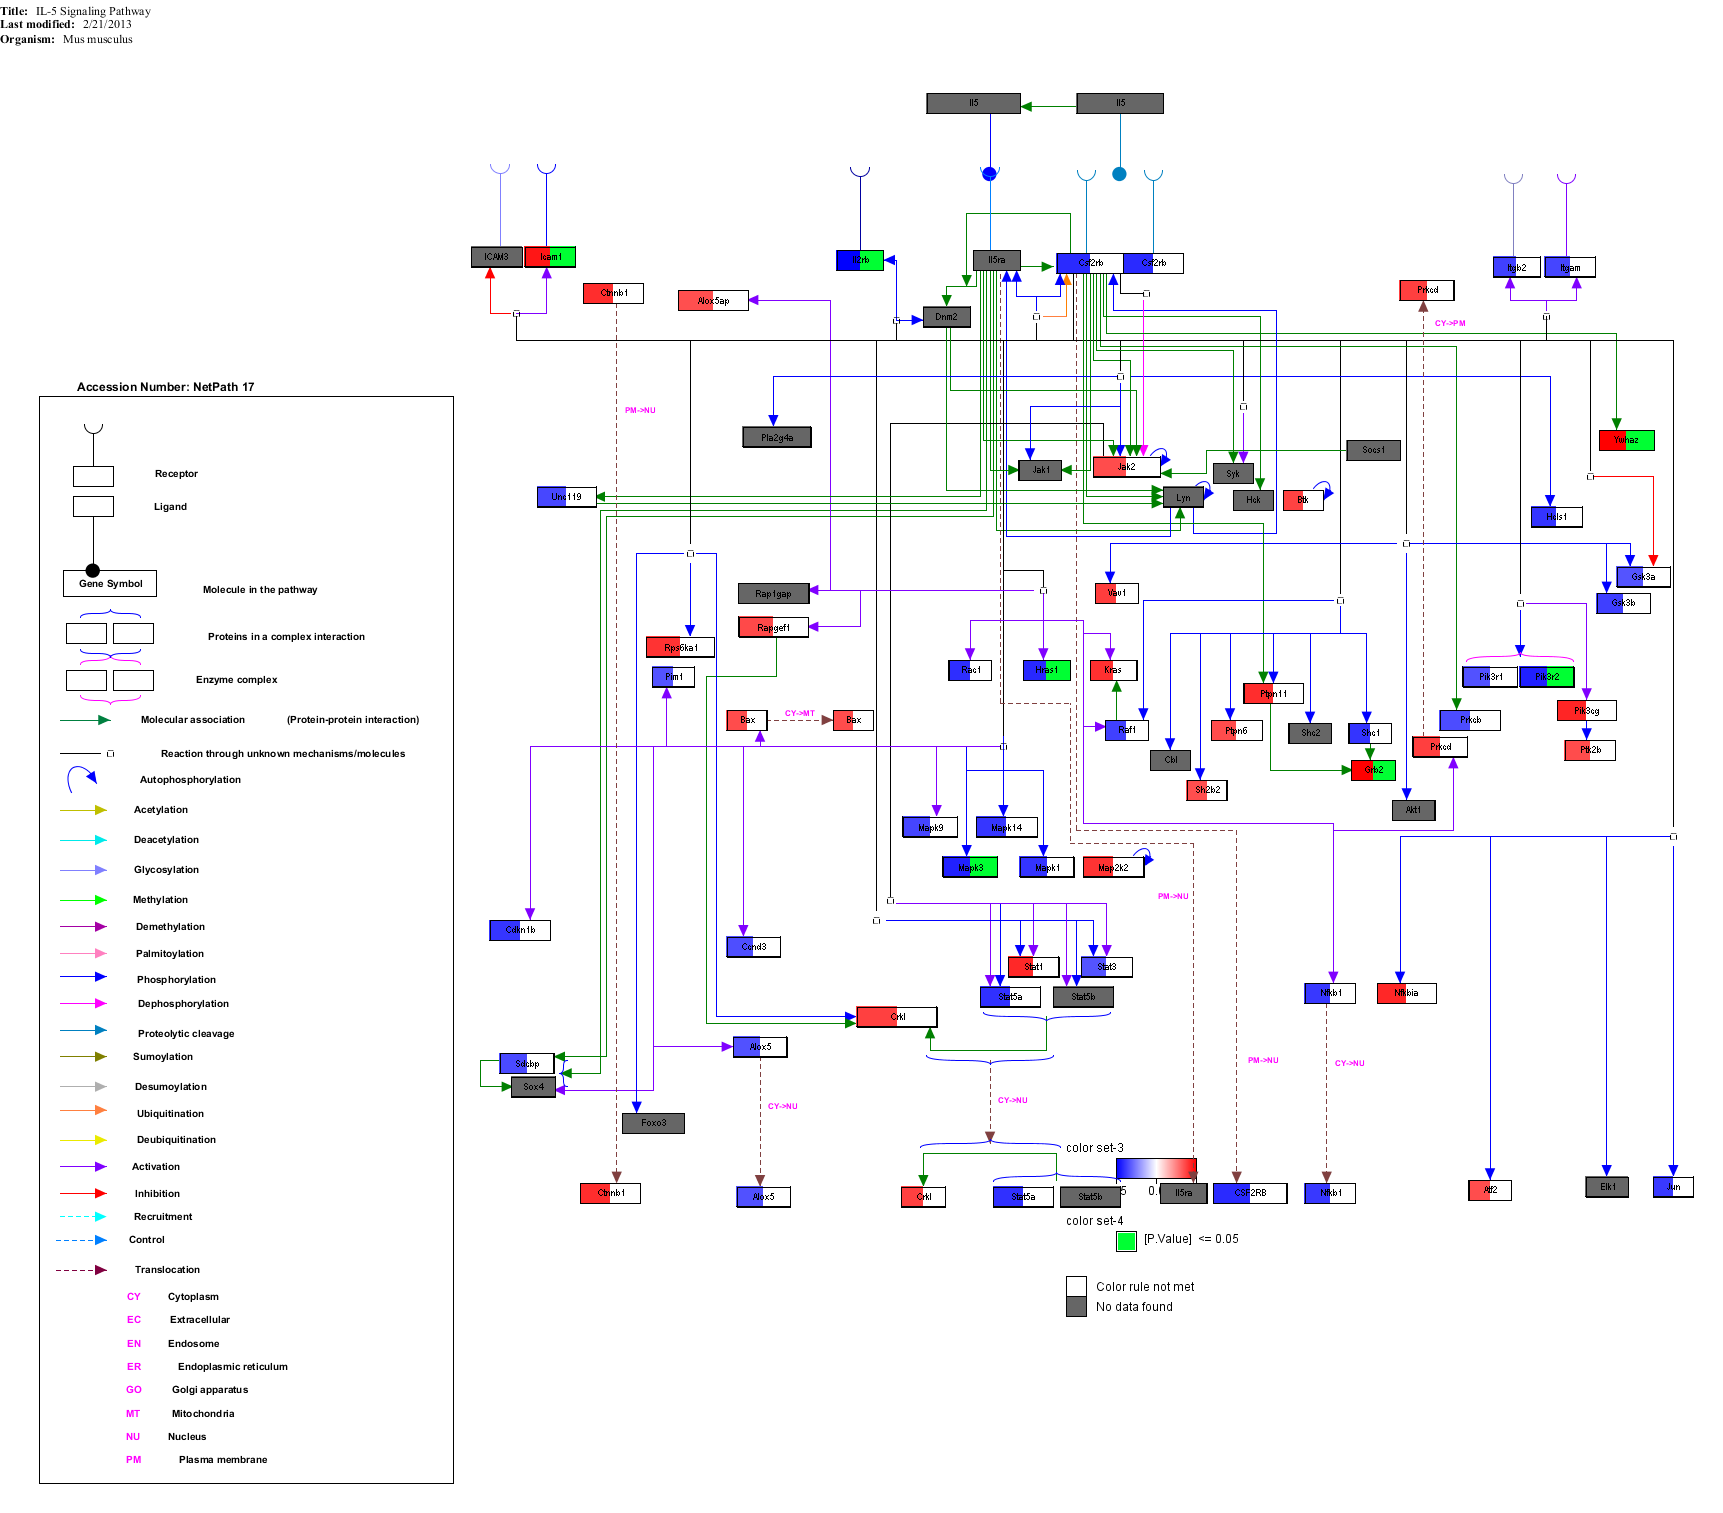 Title: IL-5 Signaling Pathway
Last modified: 2/21/2013
Organism: Mus musculus
Il5 Il5
ICAM3 Icam1 Il2rb Il5ra Csf2rb Csf2rb Itgb2 Itgam
Ctnnb1 Alox5ap Prkcd
Dnm2 CY->PM
Accession Number: NetPath 17
PM->NU
Pla2g4a Ywhaz
Socs1
Jak1 Jak2 Syk
Unc119 Lyn Hck Btk
Hcls1
Gsk3a
Rap1gap Vav1 Gsk3b
Rapgef1
Rps6ka1
Pim1 Rac1 Hras1 Kras Pik3r1 Pik3r2
Ptpn11
CY->MT Pik3cg
Bax Bax Raf1 Ptpn6 Shc2 Shc1 Prkcb
Prkcd Ptk2b
Cbl Grb2
Sh2b2
Akt1
Mapk9 Mapk14
Mapk3 Mapk1 Map2k2
PM->NU
Cdkn1b Ccnd3
Stat1 Stat3
Stat5a Stat5b Nfkb1 Nfkbia
Crkl
Alox5
Sdcbp PM->NU CY->NU
Sox4
CY->NU CY->NU
Foxo3
color set-3
Ctnnb1 Alox5 Crkl Stat5a Stat5b Il5ra CSF2RB Nfkb1 Atf2 Elk1 Jun
5 0.
color set-4
[P.Value] <= 0.05
Color rule not met
No data found
Receptor
Ligand
Gene Symbol
Molecule in the pathway
Proteins in a complex interaction
Enzyme complex
Molecular association (Protein-protein interaction)
Reaction through unknown mechanisms/molecules
Autophosphorylation
Acetylation
Deacetylation
Glycosylation
Methylation
Demethylation
Palmitoylation
Phosphorylation
Dephosphorylation
Proteolytic cleavage
Sumoylation
Desumoylation
Ubiquitination
Deubiquitination
Activation
Inhibition
Recruitment
Control
Translocation
CY Cytoplasm
EC Extracellular
EN Endosome
ER Endoplasmic reticulum
GO Golgi apparatus
MT Mitochondria
NU Nucleus
PM Plasma membrane